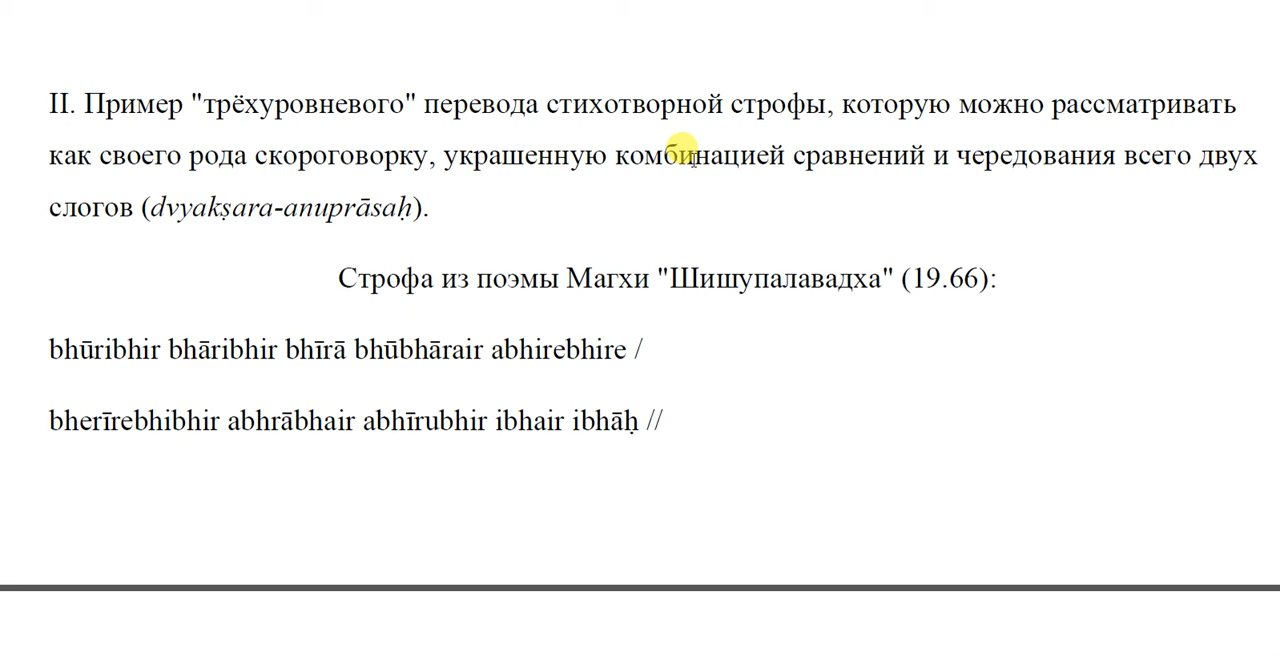 II. Пример "трёхуровневого" перевода стихотворной строфы, которую можно рассматривать
как своего рода скороговорку, украшенную комбинацией сравнений и чередования всего двух
слогов (dvyakṣara-anuprāsaḥ).
Строфа из поэмы Магхи "Шишупалавадха" (19.66):
bhūribhir bhāribhir bhīrā bhūbhārair abhirebhire /
bherīrebhibhir abhrābhair abhīrubhir ibhair ibhāḥ //